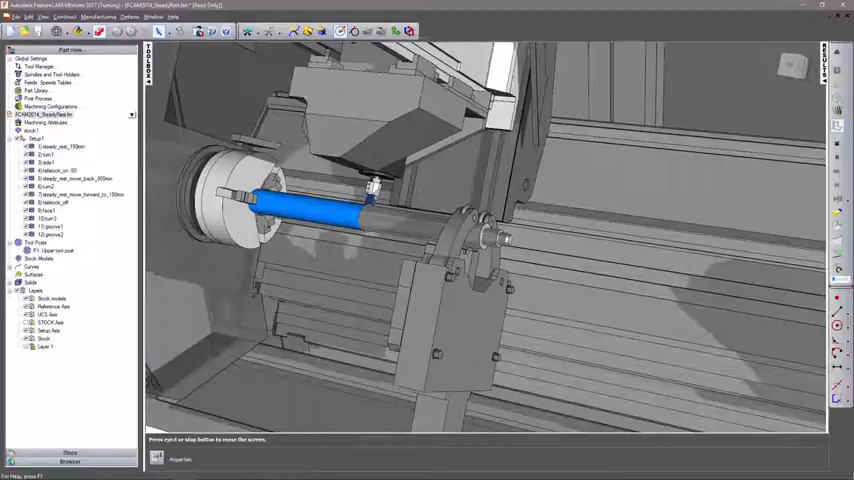 Autodesk FeatureCAM Ultimate 2017 (Turning) - [FCAM2014_SteadyRest.fm * (Read Only)]
File Edit View Construct Manufacturing Options Window Help
Part View
TOOLBOX
RESULTS
Global Settings
Tool Manager...
Spindles and Tool Holders...
Feeds, Speeds Tables...
Part Library...
Post Process...
Machining Configurations...
FCAM2014_SteadyRest.fm
Machining Attributes...
stock1
Setup1
1) steady_rest_150mm
2) turn1
3) side1
4) tailstock_on -50
5) steady_rest_move_back_800mm
6) turn2
7) steady_rest_move_forward_to_150mm
8) tailstock_off
9) face1
10) turn3
11) groove1
12) groove2
Tool Posts
F1: Upper tool post
Stock Models
Curves
Surfaces
Solids
Layers
Stock models
Reference Axis
UCS Axis
STOCK Axis
Setup Axis
Stock
Layer 1
Press eject or stop button to erase the screen.
Properties
Steps
Browser
For Help, press F1